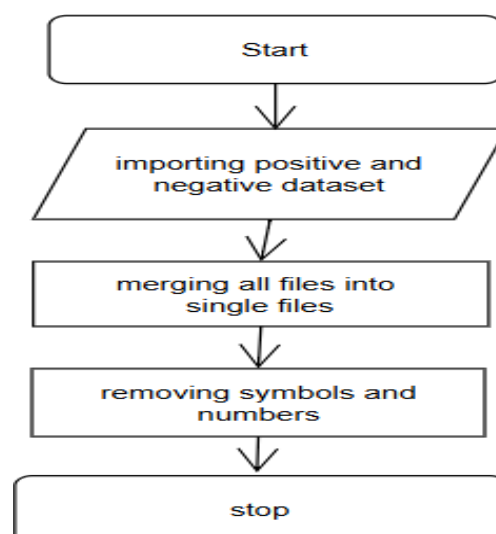 Start
importing positive and
negative dataset
merging all files into
single files
removing symbols and
numbers
stop